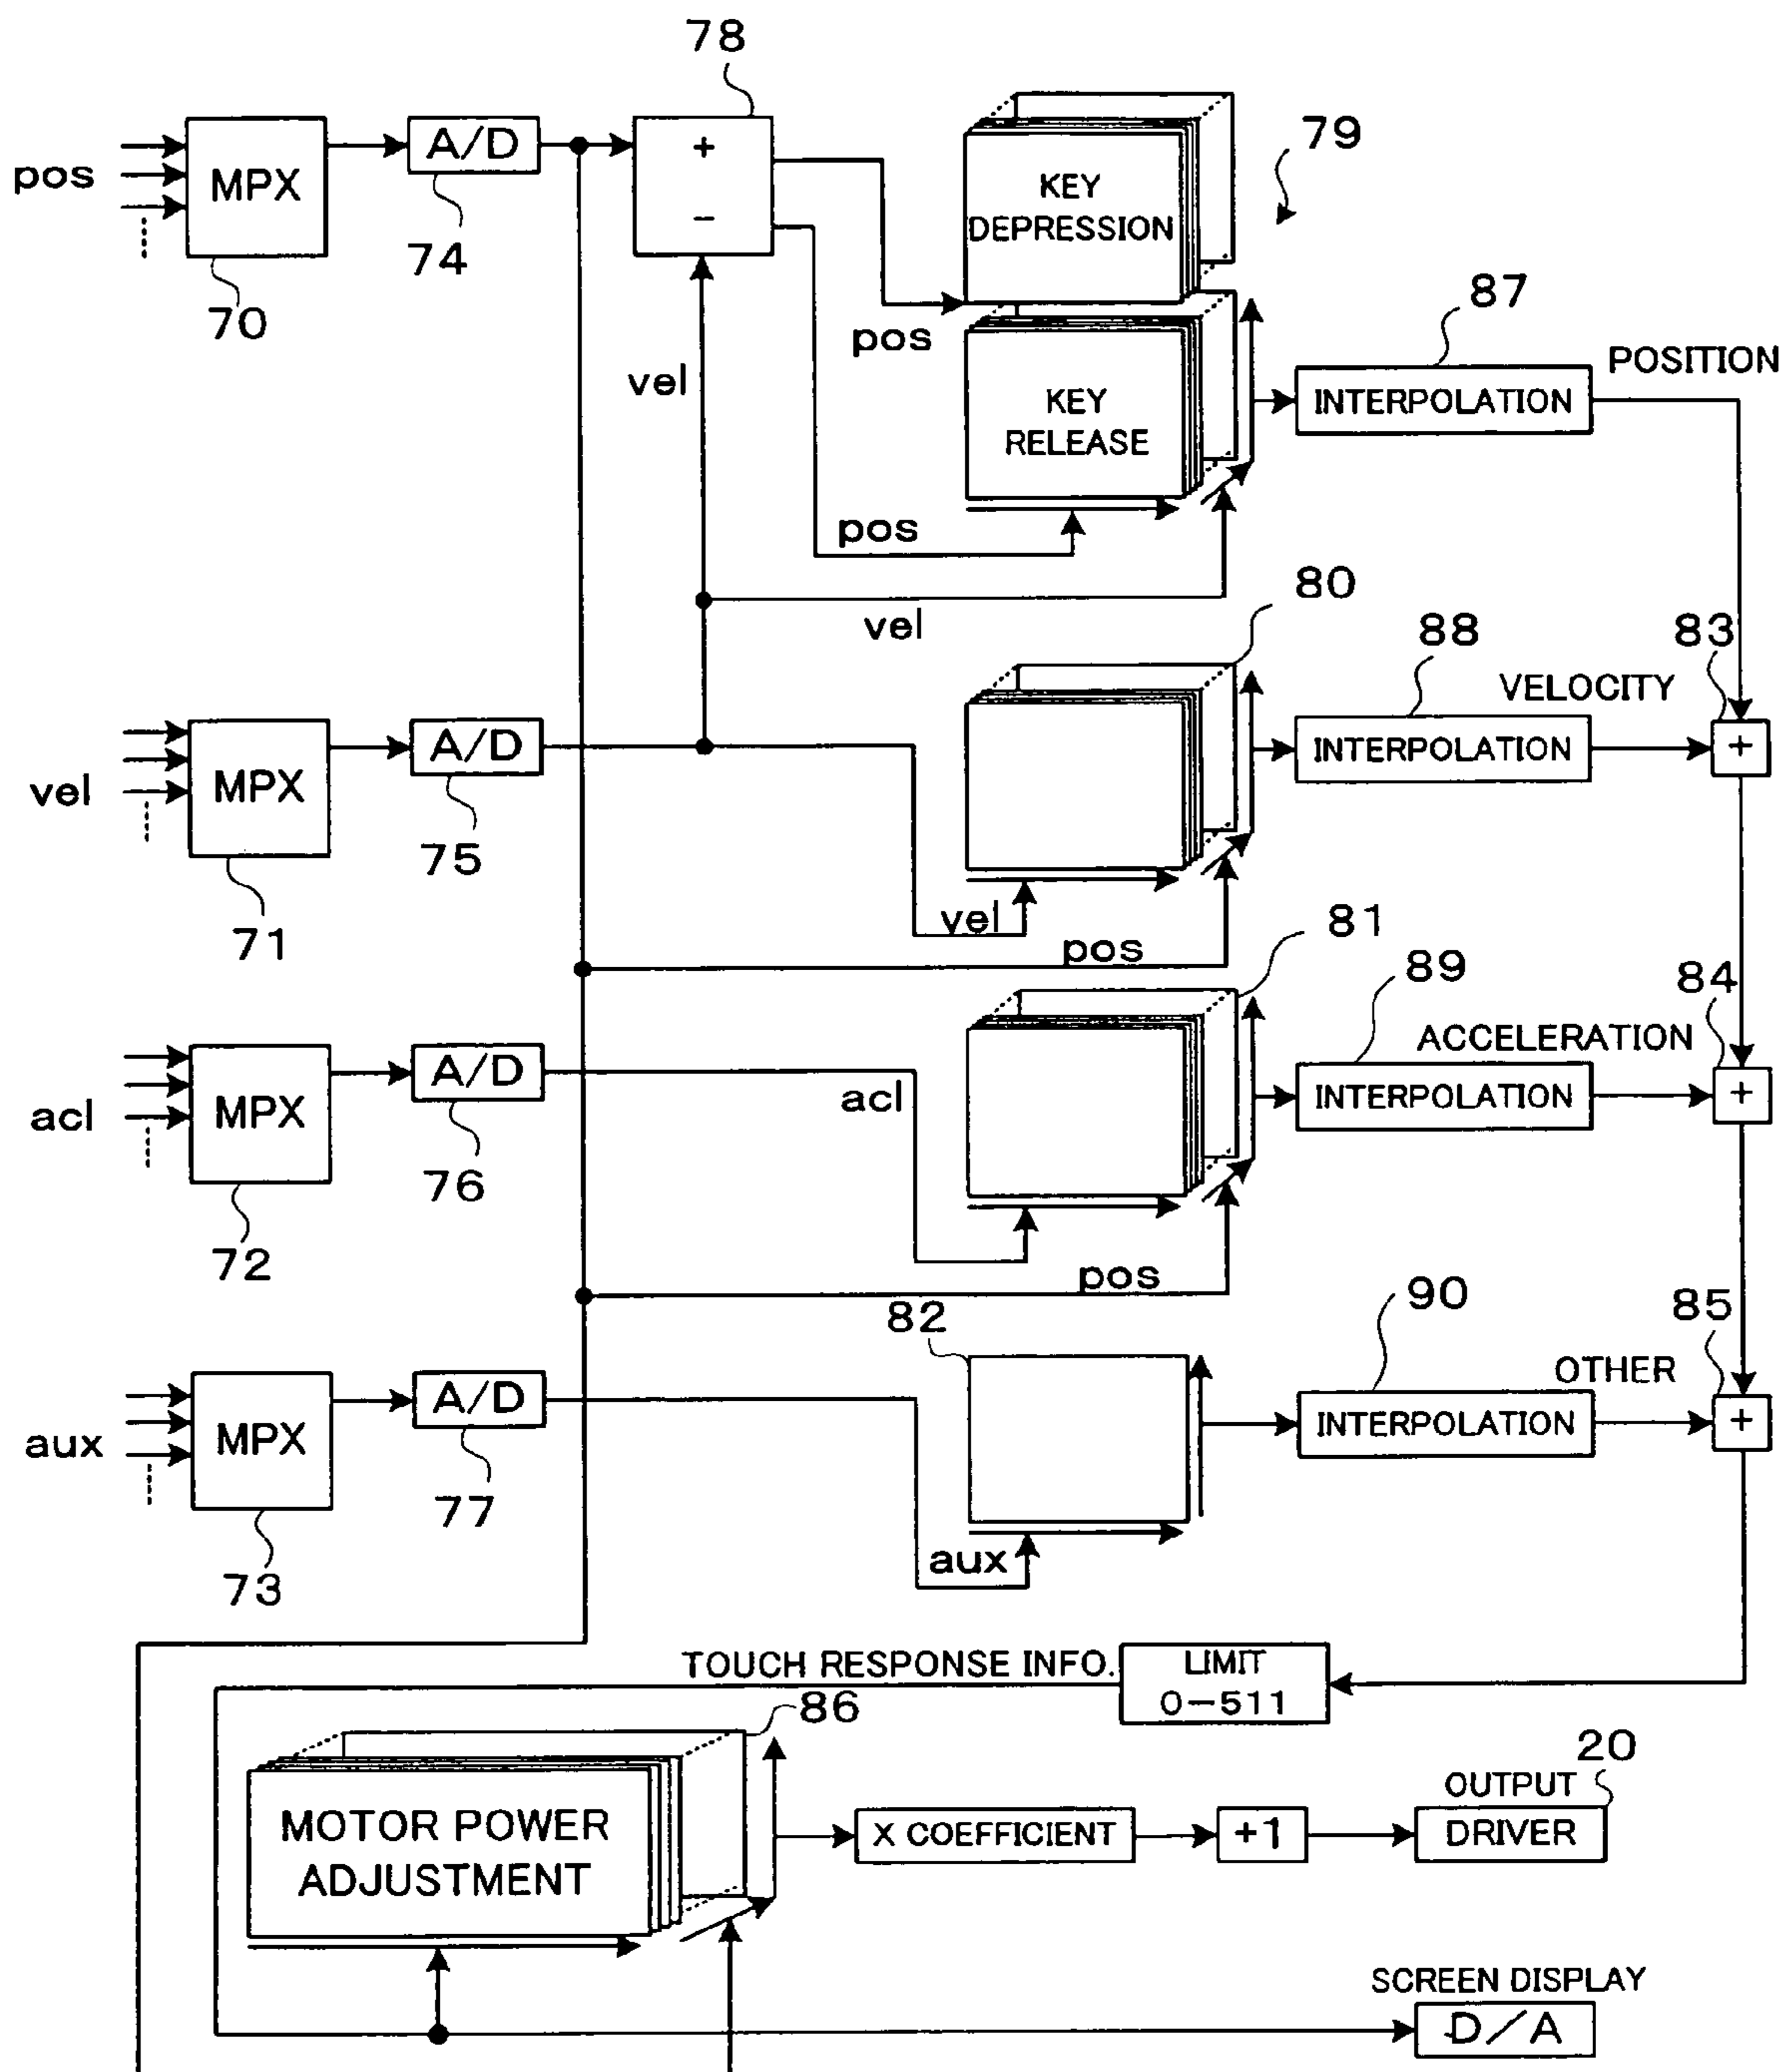 78
79
pos
MPX
A/D
+
−
KEY
DEPRESSION
74
70
pos
vel
KEY
RELEASE
87
INTERPOLATION
POSITION
pos
vel
80
88
VELOCITY
83
vel
MPX
A/D
INTERPOLATION
+
75
71
vel
pos
81
89
ACCELERATION
84
acl
MPX
A/D
acl
INTERPOLATION
+
76
72
pos
82
90
OTHER
85
aux
MPX
A/D
INTERPOLATION
+
77
73
aux
TOUCH RESPONSE INFO.
LIMIT
0−511
86
MOTOR POWER
ADJUSTMENT
X COEFFICIENT
+1
OUTPUT
20
DRIVER
SCREEN DISPLAY
D/A